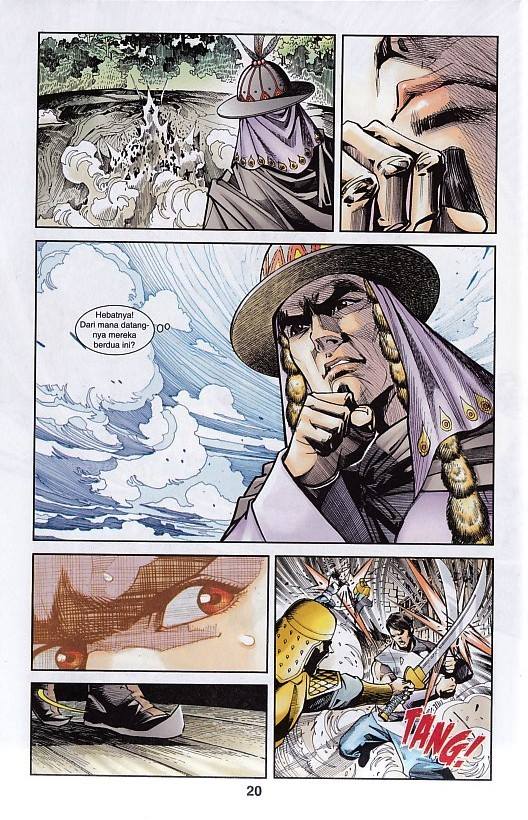 Hebatnya!
Dari mana datang-
nya mereka
berdua ini?
TANG!
20